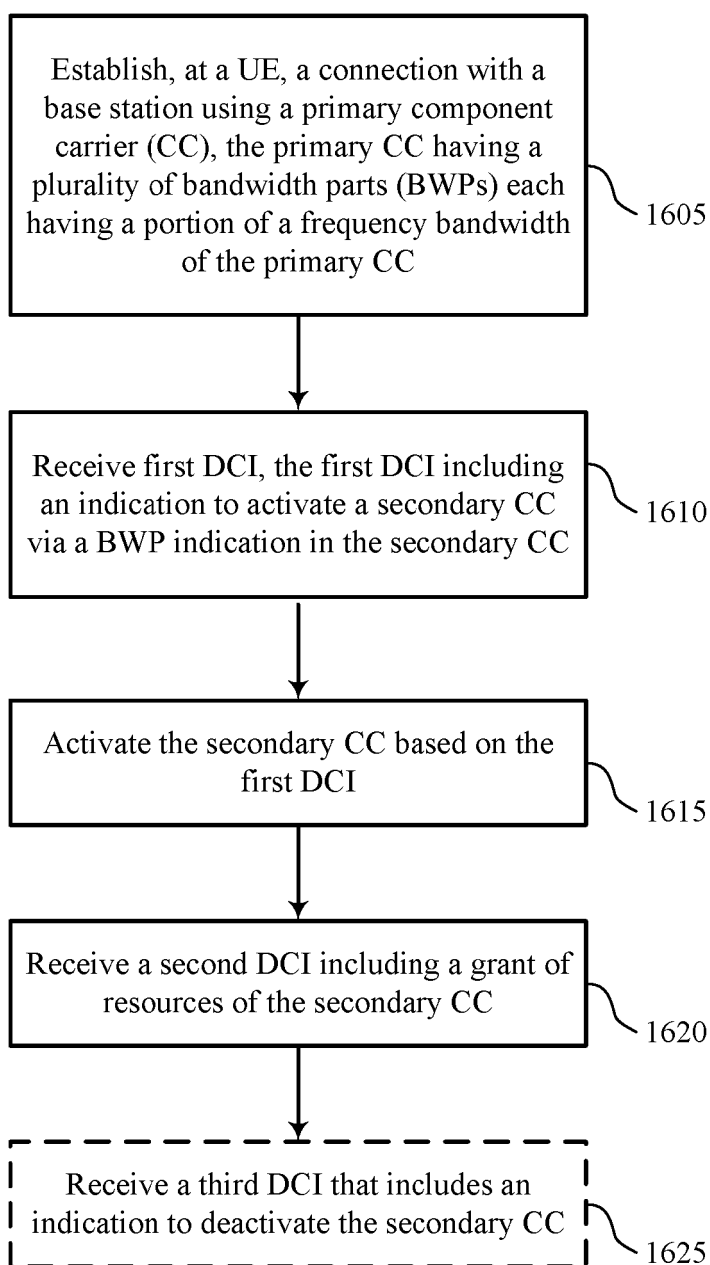 Establish, at a UE, a connection with a
base station using a primary component
carrier (CC), the primary CC having a
plurality of bandwidth parts (BWPs) each
having a portion of a frequency bandwidth
of the primary CC
1605
Receive first DCI, the first DCI including
an indication to activate a secondary CC
via a BWP indication in the secondary CC
1610
Activate the secondary CC based on the
first DCI
1615
Receive a second DCI including a grant of
resources of the secondary CC
1620
Receive a third DCI that includes an
indication to deactivate the secondary CC
1625